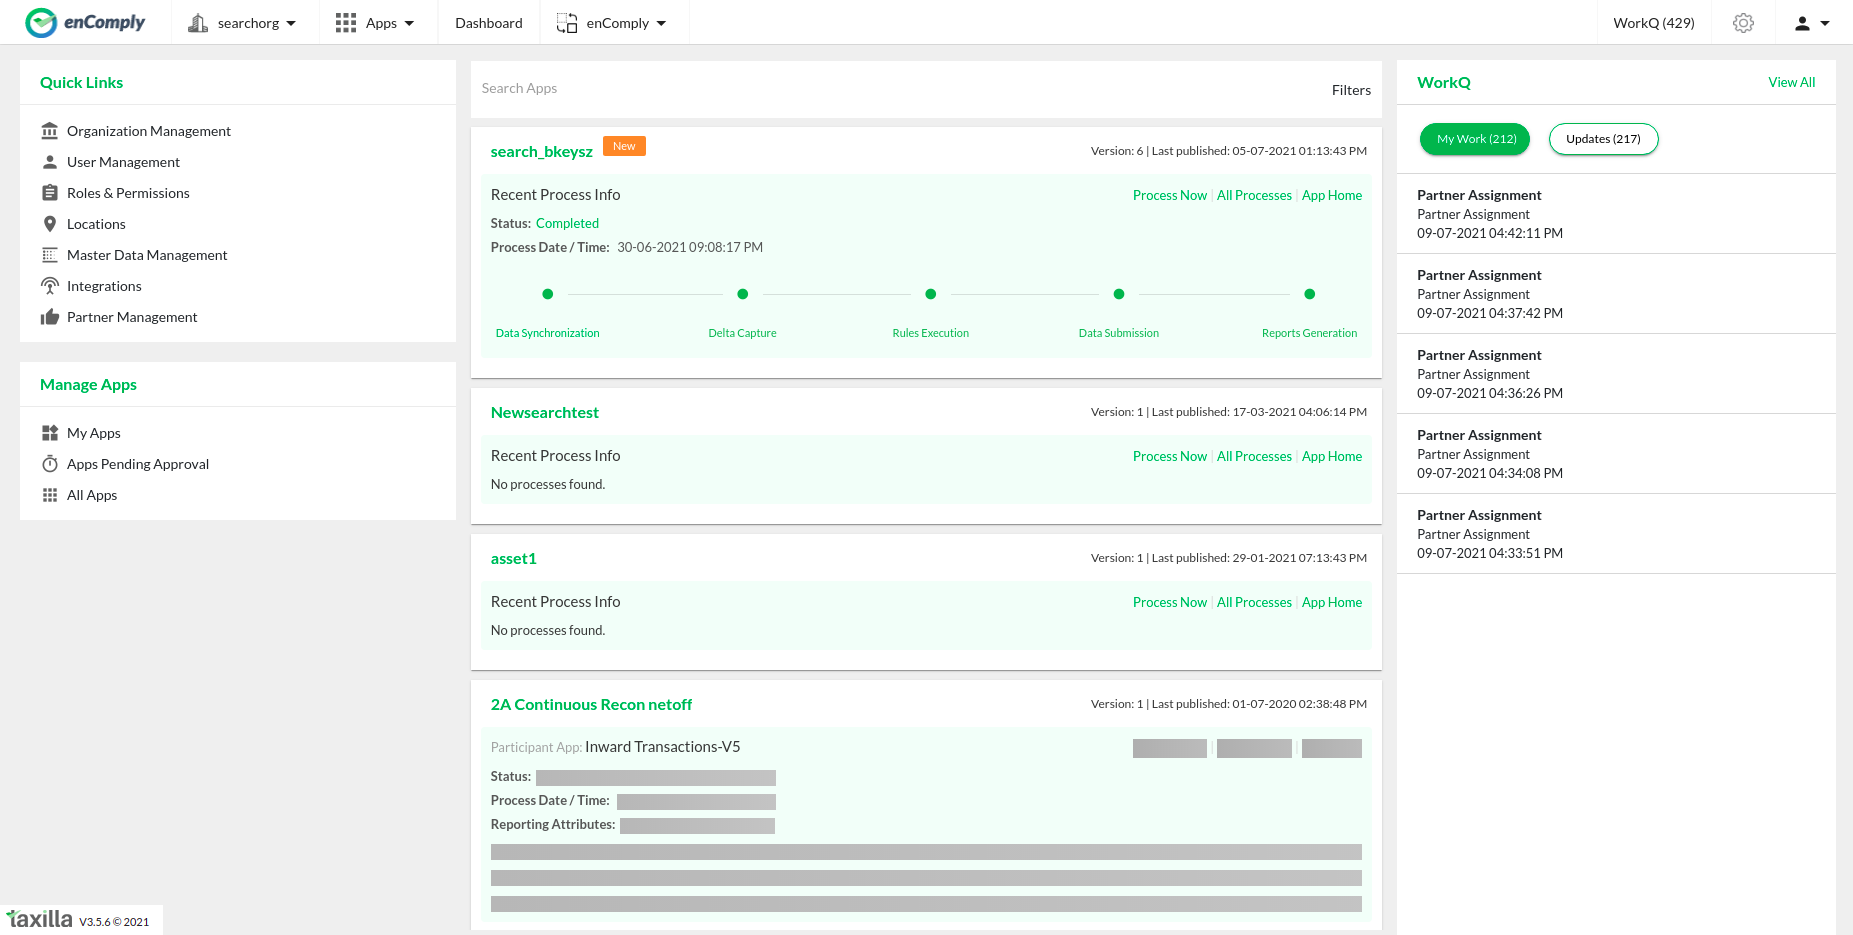 enComply
searchorg
Apps
Dashboard
enComply
WorkQ (429)
Quick Links
Organization Management
User Management
Roles & Permissions
Locations
Master Data Management
Integrations
Partner Management
Manage Apps
My Apps
Apps Pending Approval
All Apps
taxilla V3.5.6 © 2021
Search Apps
Filters
search_bkeysz New
Version: 6 | Last published: 05-07-2021 01:13:43 PM
Recent Process Info
Process Now | All Processes | App Home
Status: Completed
Process Date / Time: 30-06-2021 09:08:17 PM
Data Synchronization
Delta Capture
Rules Execution
Data Submission
Reports Generation
Newsearchtest
Version: 1 | Last published: 17-03-2021 04:06:14 PM
Recent Process Info
Process Now | All Processes | App Home
No processes found.
asset1
Version: 1 | Last published: 29-01-2021 07:13:43 PM
Recent Process Info
Process Now | All Processes | App Home
No processes found.
2A Continuous Recon netoff
Version: 1 | Last published: 01-07-2020 02:38:48 PM
Participant App: Inward Transactions-V5
Status:
Process Date / Time:
Reporting Attributes:
WorkQ
View All
My Work (212)
Updates (217)
Partner Assignment
Partner Assignment
09-07-2021 04:42:11 PM
Partner Assignment
Partner Assignment
09-07-2021 04:37:42 PM
Partner Assignment
Partner Assignment
09-07-2021 04:36:26 PM
Partner Assignment
Partner Assignment
09-07-2021 04:34:08 PM
Partner Assignment
Partner Assignment
09-07-2021 04:33:51 PM